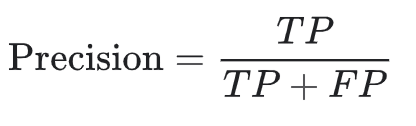 Precision = TP / TP + FP